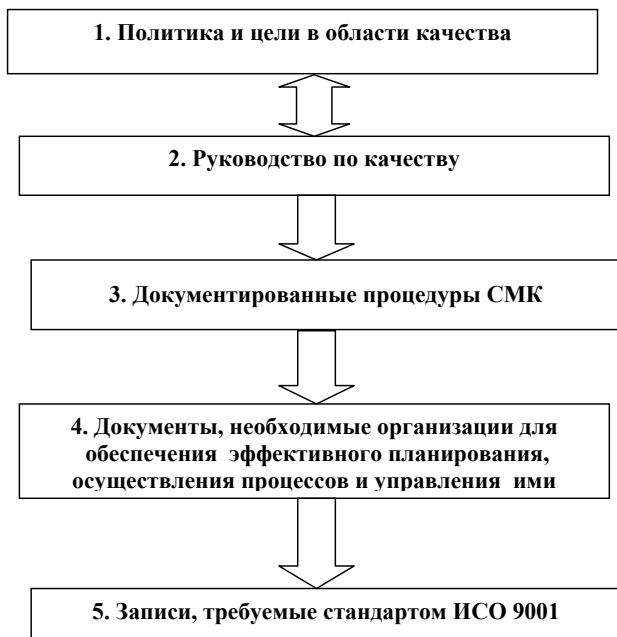 1. Политика и цели в области качества
2. Руководство по качеству
3. Документированные процедуры СМК
4. Документы, необходимые организации для
обеспечения эффективного планирования,
осуществления процессов и управления ими
5. Записи, требуемые стандартом ИСО 9001